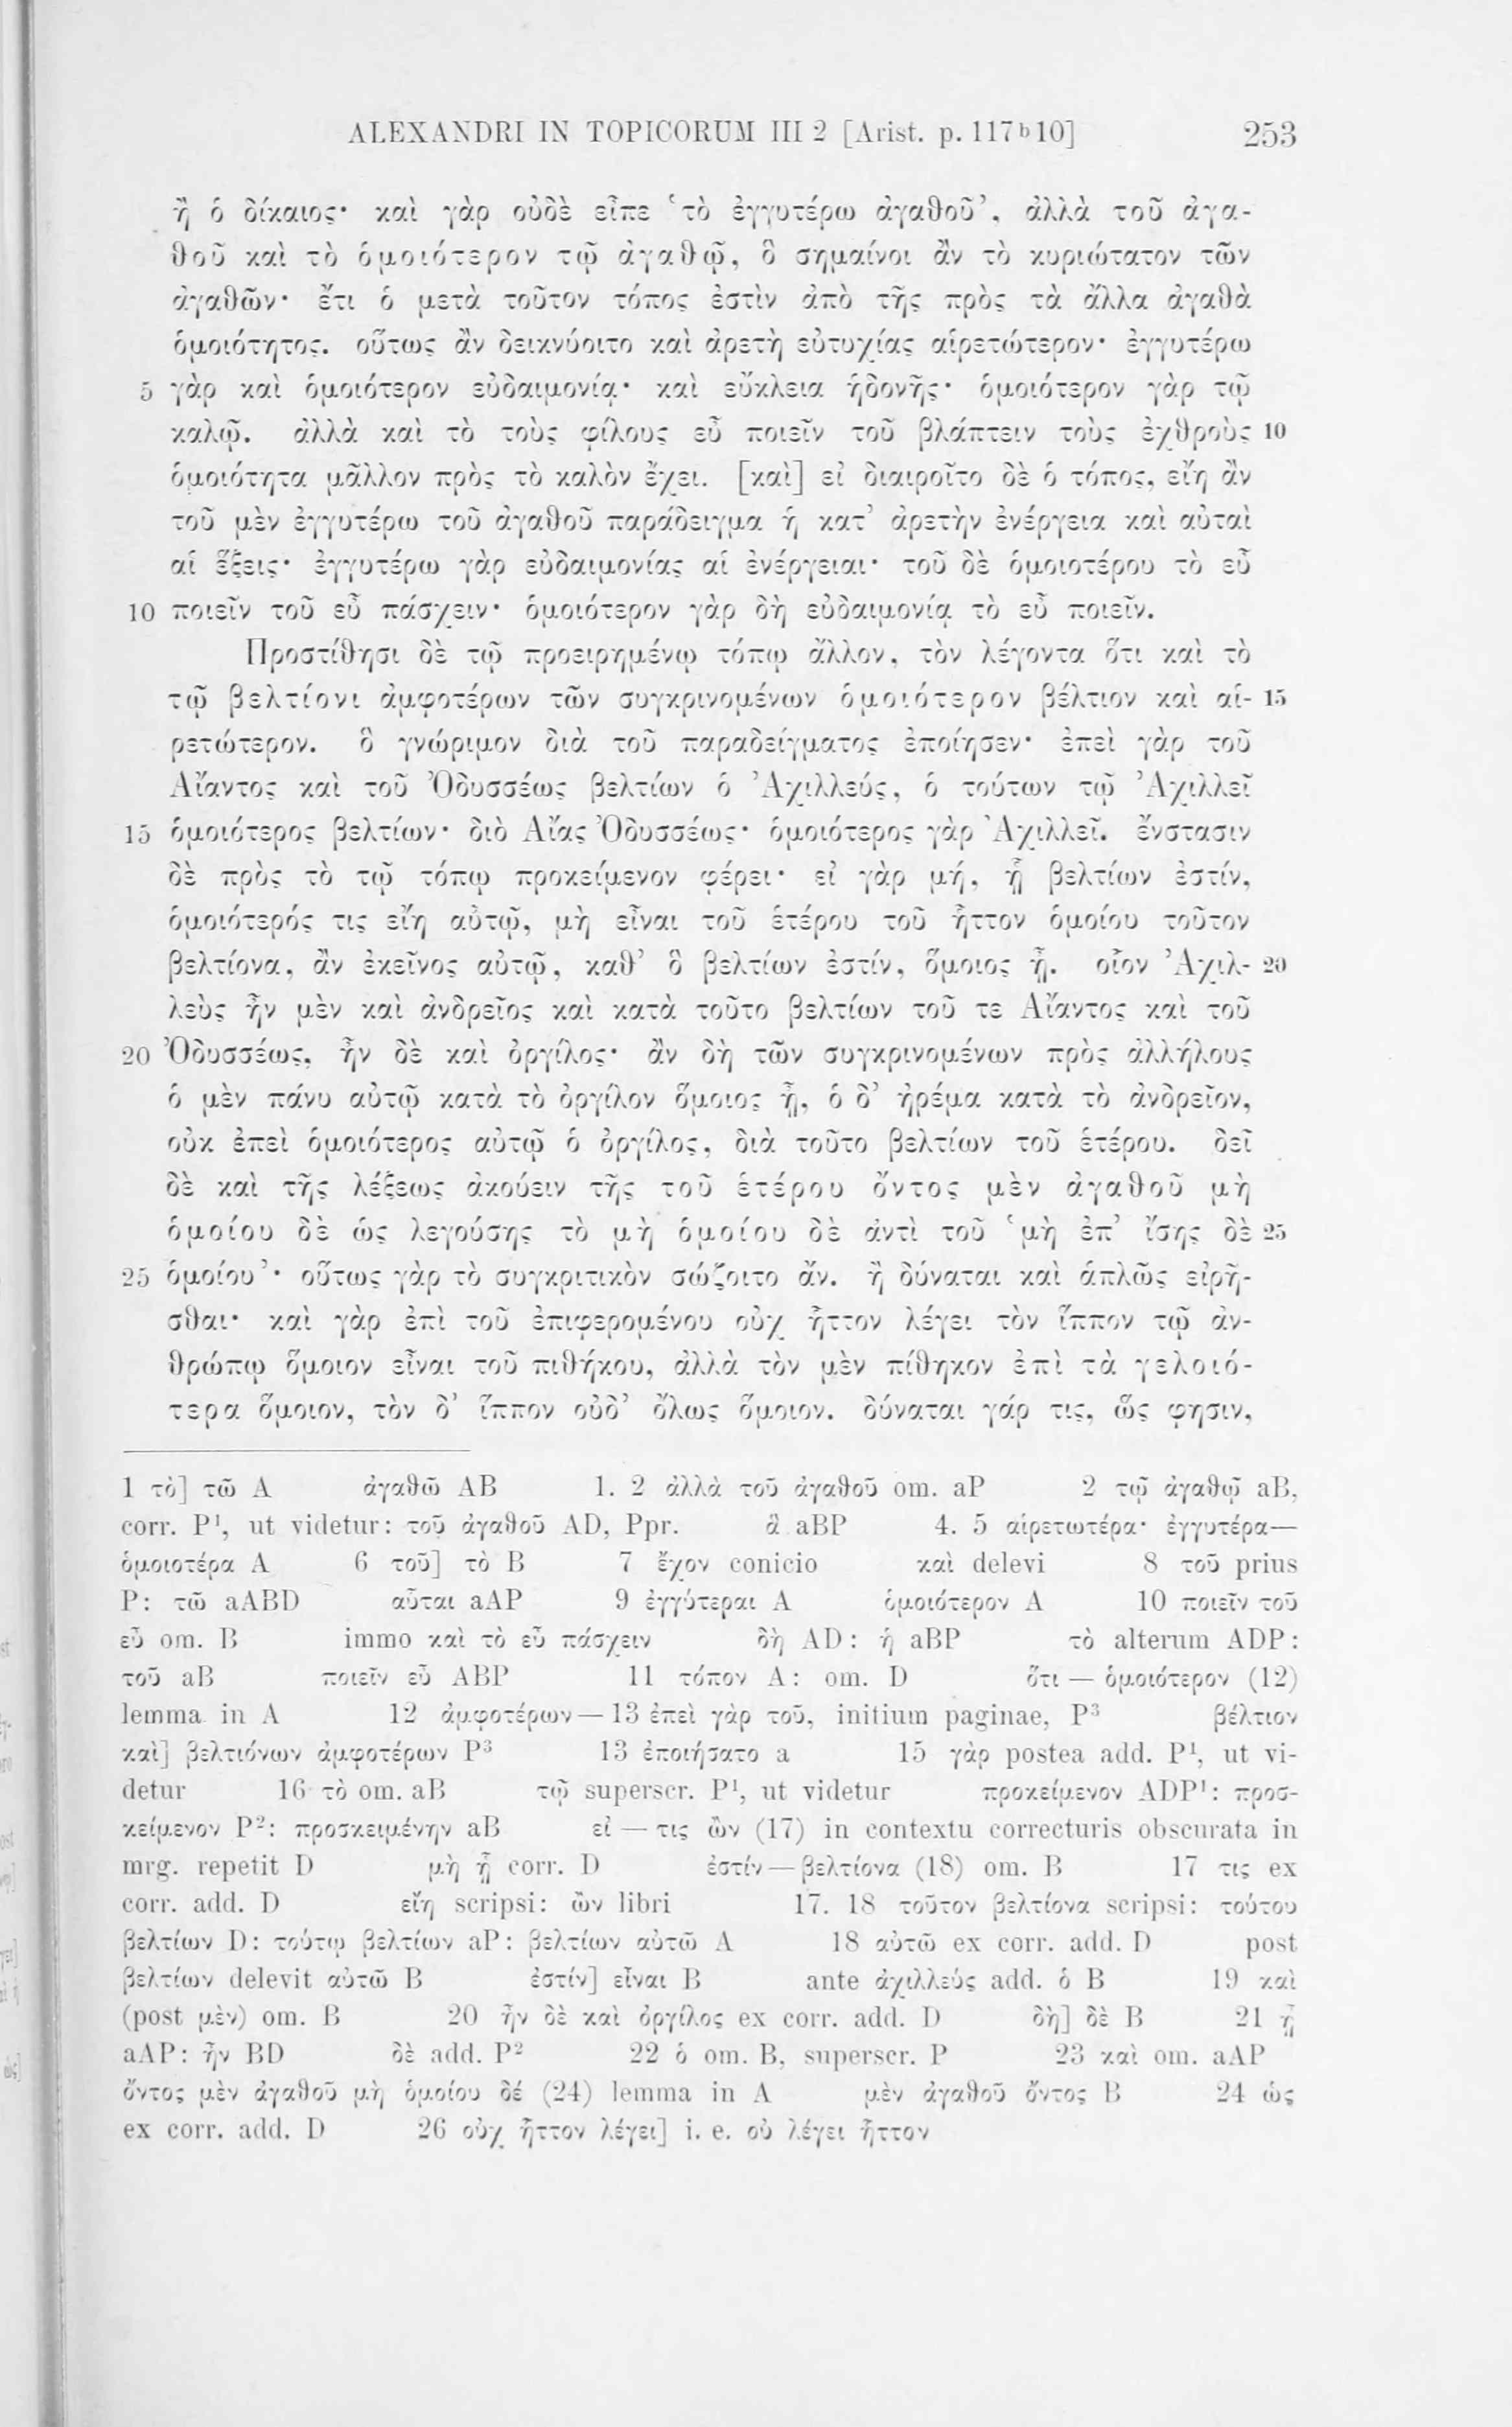 ALEXANDRI IN TOPICORUM III 2 [Arist. p. 117ᵇ10] 253
ἢ ὁ δίκαιος· καὶ γὰρ οὐδὲ εἶπε ‘τὸ ἐγγυτέρω ἀγαθοῦ’, ἀλλὰ τοῦ ἀγα-
θοῦ καὶ τὸ ὁμοιότερον τῷ ἀγαθῷ, ὃ σημαίνοι ἂν τὸ κυριώτατον τῶν
ἀγαθῶν· ἔτι ὁ μετὰ τοῦτον τόπος ἐστὶν ἀπὸ τῆς πρὸς τὰ ἄλλα ἀγαθὰ
ὁμοιότητος. οὕτως ἂν δεικνύοιτο καὶ ἀρετὴ εὐτυχίας αἱρετώτερον· ἐγγυτέρω
5 γὰρ καὶ ὁμοιότερον εὐδαιμονίᾳ· καὶ εὔκλεια ἡδονῆς· ὁμοιότερον γὰρ τῷ
καλῷ. ἀλλὰ καὶ τὸ τοὺς φίλους εὖ ποιεῖν τοῦ βλάπτειν τοὺς ἐχθροὺς 10
ὁμοιότητα μᾶλλον πρὸς τὸ καλὸν ἔχει. [καὶ] εἰ διαιροῖτο δὲ ὁ τόπος, εἴη ἂν
τοῦ μὲν ἐγγυτέρω τοῦ ἀγαθοῦ παράδειγμα ἡ κατ’ ἀρετὴν ἐνέργεια καὶ αὐταὶ
αἱ ἕξεις· ἐγγυτέρω γὰρ εὐδαιμονίας αἱ ἐνέργειαι· τοῦ δὲ ὁμοιοτέρου τὸ εὖ
10 ποιεῖν τοῦ εὖ πάσχειν· ὁμοιότερον γὰρ δὴ εὐδαιμονίᾳ τὸ εὖ ποιεῖν.
Προστίθησι δὲ τῷ προειρημένῳ τόπῳ ἄλλον, τὸν λέγοντα ὅτι καὶ τὸ
τῷ βελτίονι ἀμφοτέρων τῶν συγκρινομένων ὁμοιότερον βέλτιον καὶ αἱ- 15
ρετώτερον. ὃ γνώριμον διὰ τοῦ παραδείγματος ἐποίησεν· ἐπεὶ γὰρ τοῦ
Αἴαντος καὶ τοῦ Ὀδυσσέως βελτίων ὁ Ἀχιλλεύς, ὁ τούτων τῷ Ἀχιλλεῖ
15 ὁμοιότερος βελτίων· διὸ Αἴας Ὀδυσσέως· ὁμοιότερος γὰρ Ἀχιλλεῖ. ἔνστασιν
δὲ πρὸς τὸ τῷ τόπῳ προκείμενον φέρει· εἰ γὰρ μή, ᾗ βελτίων ἐστίν,
ὁμοιότερός τις εἴη αὐτῷ, μὴ εἶναι τοῦ ἑτέρου τοῦ ἧττον ὁμοίου τοῦτον
βελτίονα, ἂν ἐκεῖνος αὐτῷ, καθ’ ὃ βελτίων ἐστίν, ὅμοιος ᾖ. οἷον Ἀχιλ- 20
λεὺς ἦν μὲν καὶ ἀνδρεῖος καὶ κατὰ τοῦτο βελτίων τοῦ τε Αἴαντος καὶ τοῦ
20 Ὀδυσσέως, ἦν δὲ καὶ ὀργίλος· ἂν δὴ τῶν συγκρινομένων πρὸς ἀλλήλους
ὁ μὲν πάνυ αὐτῷ κατὰ τὸ ὀργίλον ὅμοιος ᾖ, ὁ δ’ ἠρέμα κατὰ τὸ ἀνδρεῖον,
οὐκ ἐπεὶ ὁμοιότερος αὐτῷ ὁ ὀργίλος, διὰ τοῦτο βελτίων τοῦ ἑτέρου. δεῖ
δὲ καὶ τῆς λέξεως ἀκούειν τῆς τοῦ ἑτέρου ὄντος μὲν ἀγαθοῦ μὴ
ὁμοίου δὲ ὡς λεγούσης τὸ μὴ ὁμοίου δὲ ἀντὶ τοῦ ‘μὴ ἐπ’ ἴσης δὲ 25
25 ὁμοίου’· οὕτως γὰρ τὸ συγκριτικὸν σώζοιτο ἄν. ἢ δύναται καὶ ἁπλῶς εἰρῆ-
σθαι· καὶ γὰρ ἐπὶ τοῦ ἐπιφερομένου οὐχ ἧττον λέγει τὸν ἵππον τῷ ἀν-
θρώπῳ ὅμοιον εἶναι τοῦ πιθήκου, ἀλλὰ τὸν μὲν πίθηκον ἐπὶ τὰ γελοιό-
τερα ὅμοιον, τὸν δ’ ἵππον οὐδ’ ὅλως ὅμοιον. δύναται γάρ τις, ὥς φησιν,
1 τὸ] τῶ A ἀγαθῶ AB 1. 2 ἀλλὰ τοῦ ἀγαθοῦ om. aP 2 τῷ ἀγαθῷ aB,
corr. P¹, ut videtur: τοῦ ἀγαθοῦ AD, Ppr. ἃ aBP 4. 5 αἱρετωτέρα· ἐγγυτέρα—
ὁμοιοτέρα A 6 τοῦ] τὸ B 7 ἔχον conicio καὶ delevi 8 τοῦ prius
P: τῶ aABD αὗται aAP 9 ἐγγύτεραι A ὁμοιότερον A 10 ποιεῖν τοῦ
εὖ om. B immo καὶ τὸ εὖ πάσχειν δὴ AD: ἡ aBP τὸ alterum ADP:
τοῦ aB ποιεῖν εὖ ABP 11 τόπον A: om. D ὅτι — ὁμοιότερον (12)
lemma in A 12 ἀμφοτέρων—13 ἐπεὶ γὰρ τοῦ, initium paginae, P³ βέλτιον
καὶ] βελτιόνων ἀμφοτέρων P³ 13 ἐποιήσατο a 15 γὰρ postea add. P¹, ut vi-
detur 16 τὸ om. aB τῷ superscr. P¹, ut videtur προκείμενον ADP¹: προσ-
κείμενον P²: προσκειμένην aB εἰ — τις ὢν (17) in contextu correcturis obscurata in
mrg. repetit D μὴ ᾖ corr. D ἐστίν—βελτίονα (18) om. B 17 τις ex
corr. add. D εἴη scripsi: ὢν libri 17. 18 τοῦτον βελτίονα scripsi: τούτου
βελτίων D: τούτῳ βελτίων aP: βελτίων αὐτῶ A 18 αὐτῶ ex corr. add. D post
βελτίων delevit αὐτῶ B ἐστίν] εἶναι B ante ἀχιλλεύς add. ὁ B 19 καὶ
(post μὲν) om. B 20 ἦν δὲ καὶ ὀργίλος ex corr. add. D δὴ] δὲ B 21 ᾖ
aAP: ἦν BD δὲ add. P² 22 ὁ om. B, superscr. P 23 καὶ om. aAP
ὄντος μὲν ἀγαθοῦ μὴ ὁμοίου δέ (24) lemma in A μὲν ἀγαθοῦ ὄντος B 24 ὡς
ex corr. add. D 26 οὐχ ἧττον λέγει] i. e. οὐ λέγει ἧττον